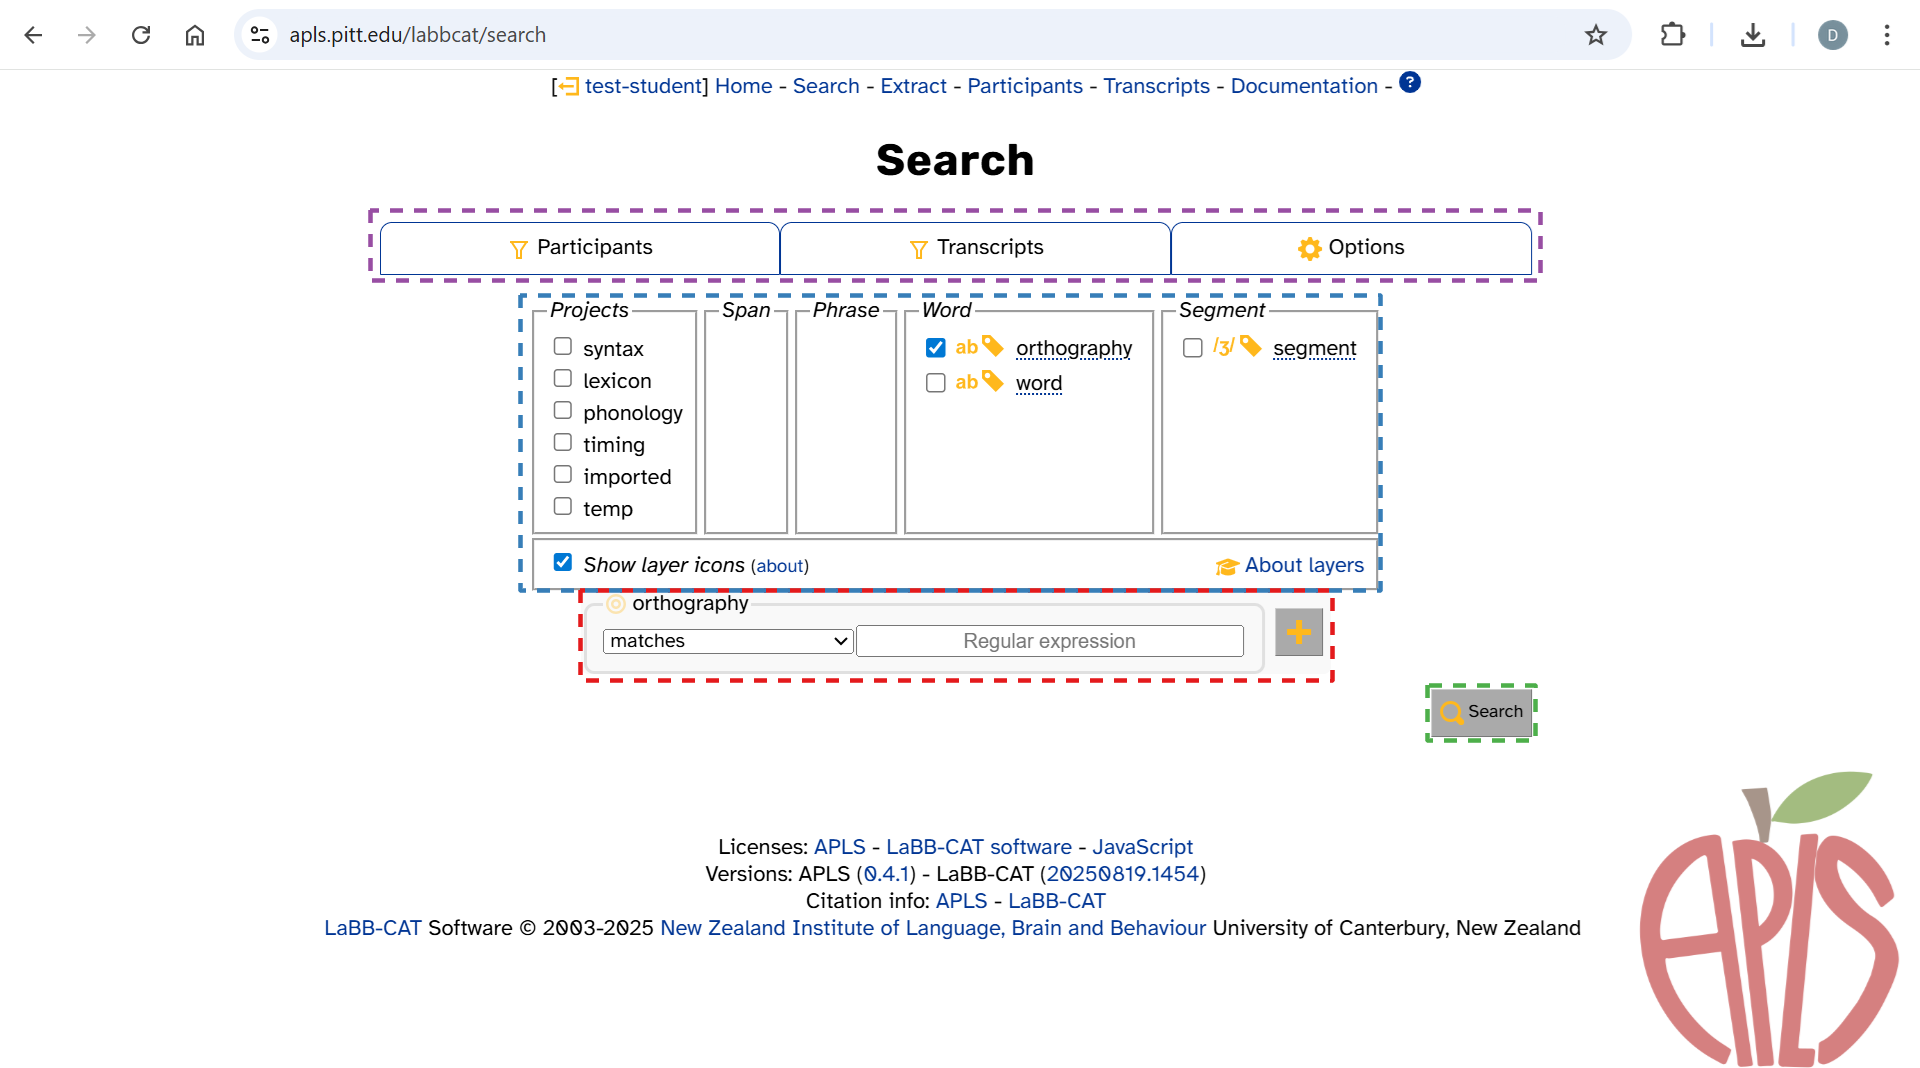 apls.pitt.edu/labbcat/search
D
[test-student] Home - Search - Extract - Participants - Transcripts - Documentation - ?
Search
Participants Transcripts Options
Projects Span Phrase Word Segment
syntax ab orthography /ʒ/ segment
lexicon ab word
phonology
timing
imported
temp
Show layer icons (about) About layers
orthography
matches Regular expression
Search
Licenses: APLS - LaBB-CAT software - JavaScript
Versions: APLS (0.4.1) - LaBB-CAT (20250819.1454)
Citation info: APLS - LaBB-CAT
LaBB-CAT Software © 2003-2025 New Zealand Institute of Language, Brain and Behaviour University of Canterbury, New Zealand
APLS